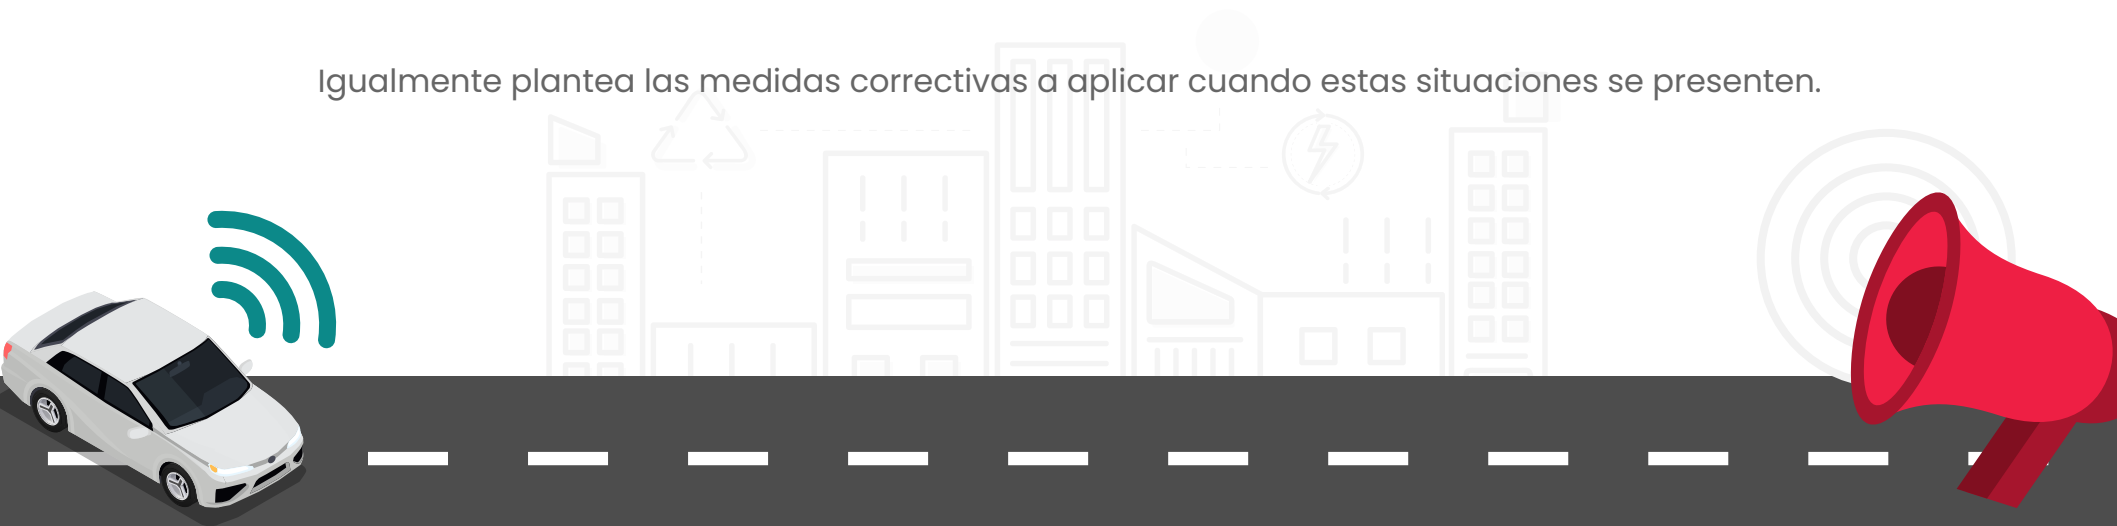 Igualmente plantea las medidas correctivas a aplicar cuando estas situaciones se presenten.